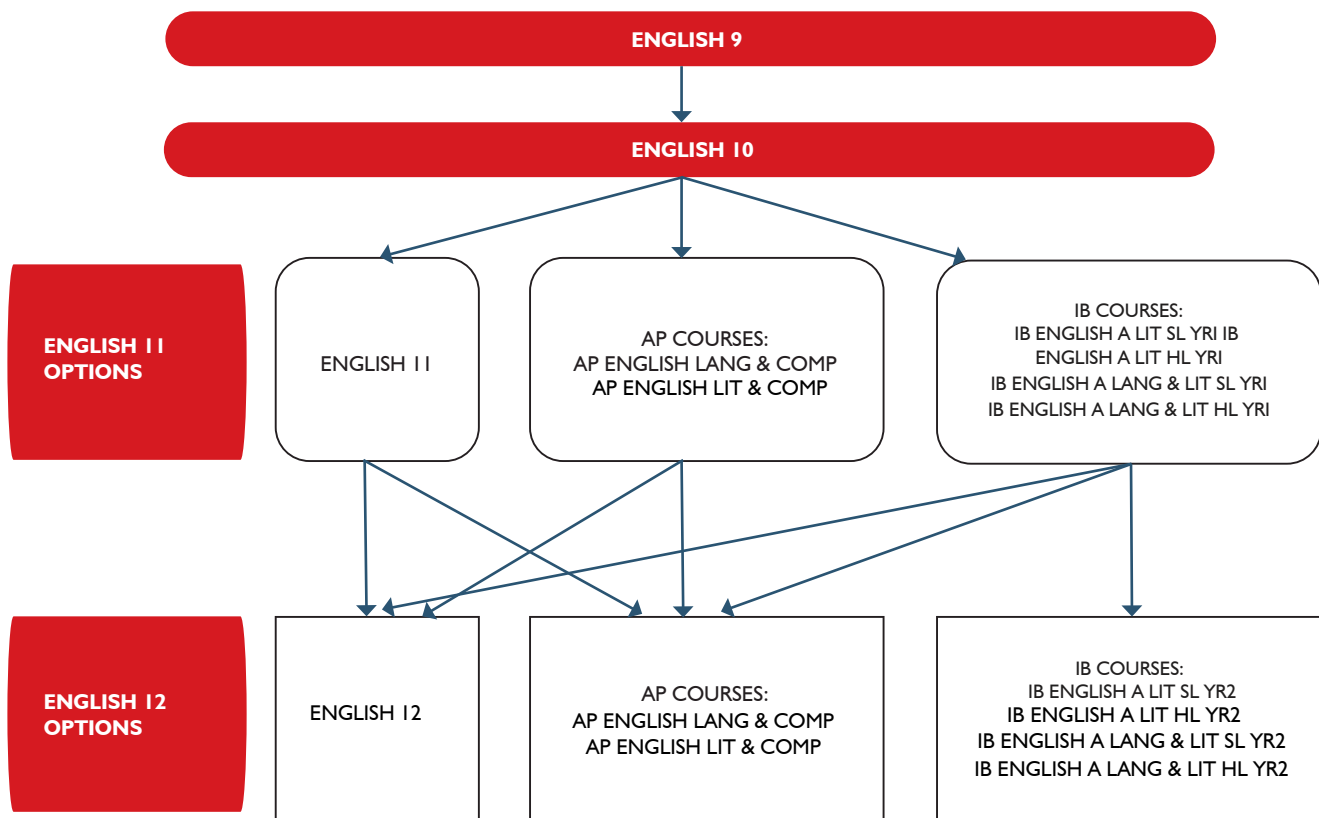 ENGLISH 9
ENGLISH 10
ENGLISH 11
OPTIONS
ENGLISH 11
AP COURSES:
AP ENGLISH LANG & COMP
AP ENGLISH LIT & COMP
IB COURSES:
IB ENGLISH A LIT SL YR1 IB
ENGLISH A LIT HL YR1
IB ENGLISH A LANG & LIT SL YR1
IB ENGLISH A LANG & LIT HL YR1
ENGLISH 12
OPTIONS
ENGLISH 12
AP COURSES:
AP ENGLISH LANG & COMP
AP ENGLISH LIT & COMP
IB COURSES:
IB ENGLISH A LIT SL YR2
IB ENGLISH A LIT HL YR2
IB ENGLISH A LANG & LIT SL YR2
IB ENGLISH A LANG & LIT HL YR2